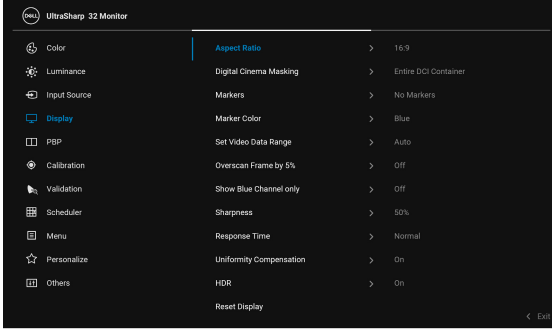 DELL UltraSharp 32 Monitor
Color Aspect Ratio > 16:9
Luminance Digital Cinema Masking > Entire DCI Container
Input Source Markers > No Markers
Display Marker Color > Blue
PBP Set Video Data Range > Auto
Calibration Overscan Frame by 5% > Off
Validation Show Blue Channel only > Off
Scheduler Sharpness > 50%
Menu Response Time > Normal
Personalize Uniformity Compensation > On
Others HDR > On
Reset Display
< Exit